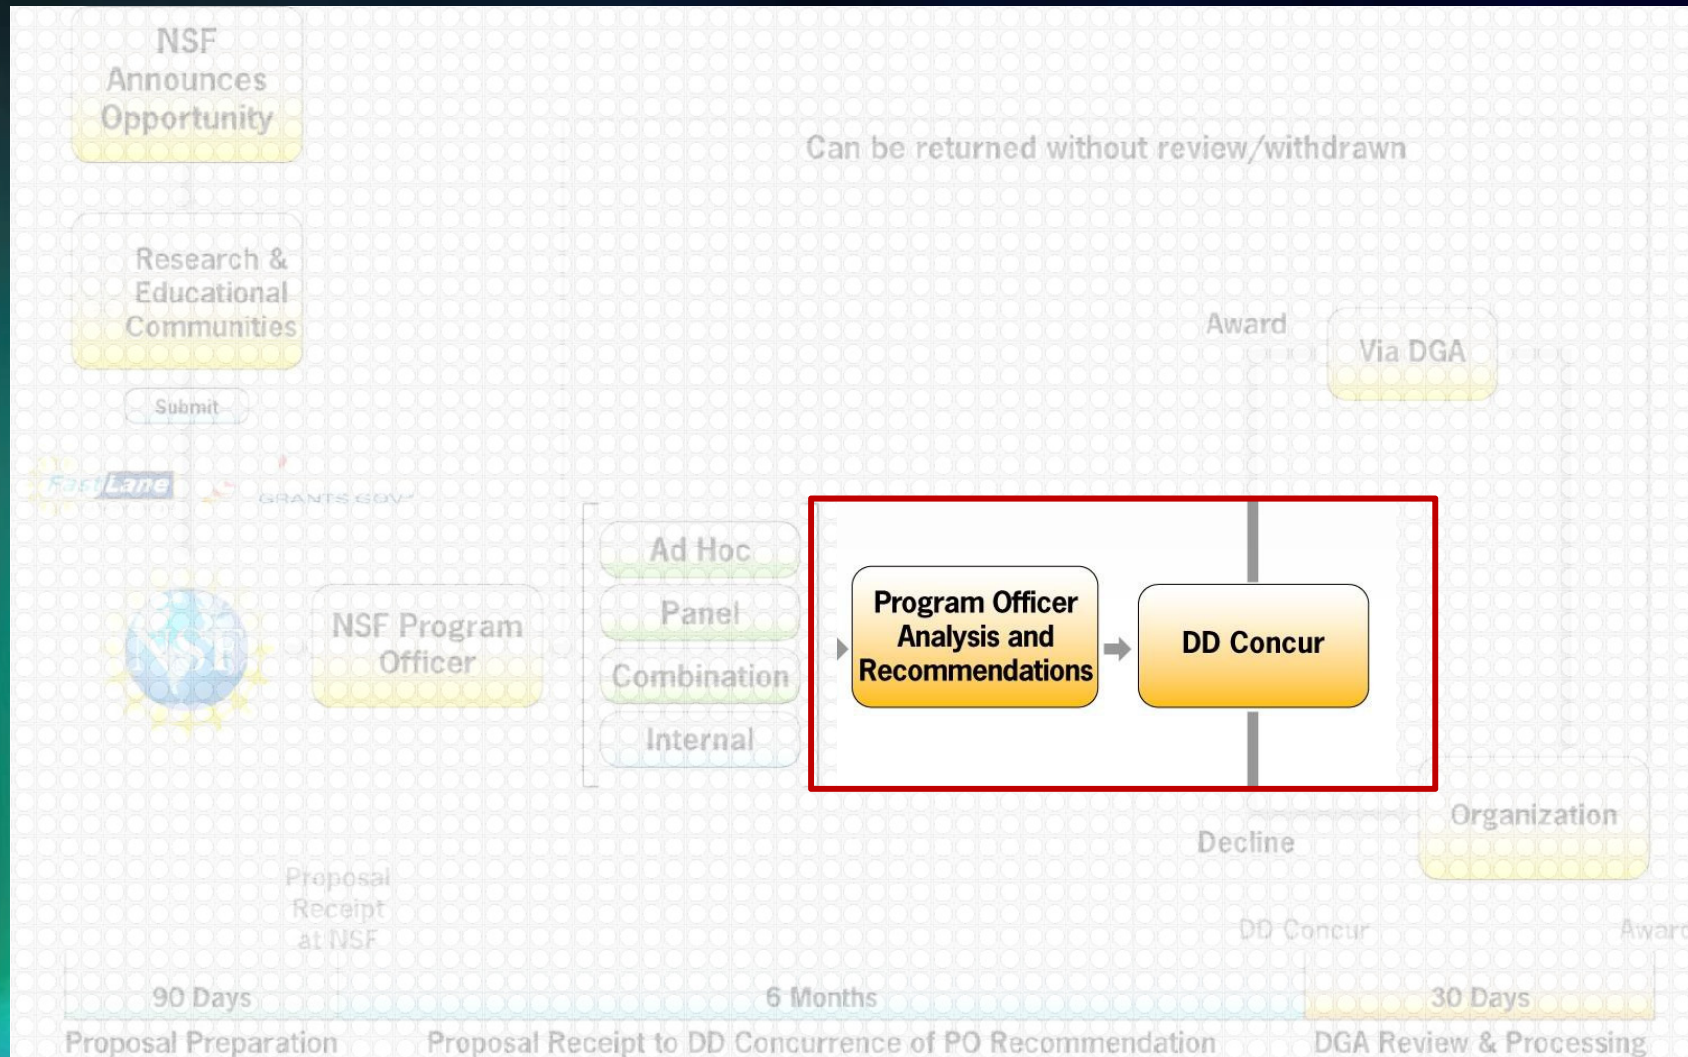 NSF
Announces
Opportunity
Can be returned without review/withdrawn
Research &
Educational
Communities
Submit
FastLane
GRANTS.GOV
NSF
NSF Program
Officer
Ad Hoc
Panel
Combination
Internal
Program Officer
Analysis and
Recommendations
DD Concur
Award
Via DGA
Decline
Organization
Proposal
Receipt
at NSF
DD Concur
Award
90 Days
6 Months
30 Days
Proposal Preparation
Proposal Receipt to DD Concurrence of PO Recommendation
DGA Review & Processing